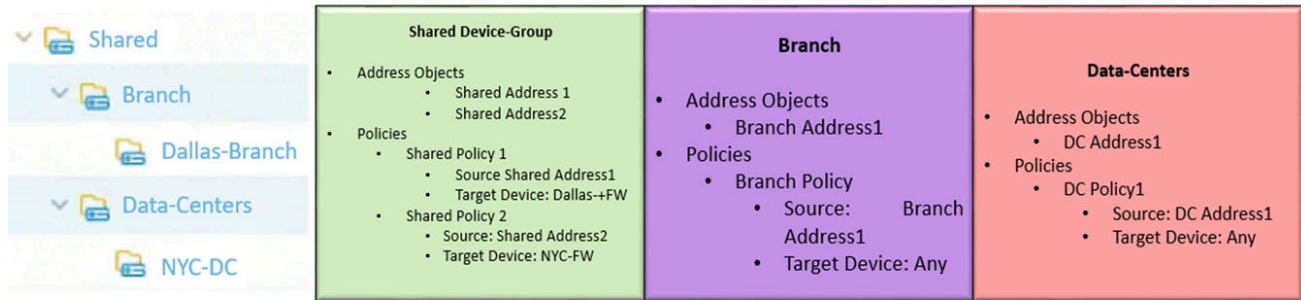 Shared
Branch
Dallas-Branch
Data-Centers
NYC-DC
Shared Device-Group
• Address Objects
• Shared Address 1
• Shared Address2
• Policies
• Shared Policy 1
• Source Shared Address1
• Target Device: Dallas-+FW
• Shared Policy 2
• Source: Shared Address2
• Target Device: NYC-FW
Branch
• Address Objects
• Branch Address1
• Policies
• Branch Policy
• Source: Branch
Address1
• Target Device: Any
Data-Centers
• Address Objects
• DC Address1
• Policies
• DC Policy1
• Source: DC Address1
• Target Device: Any